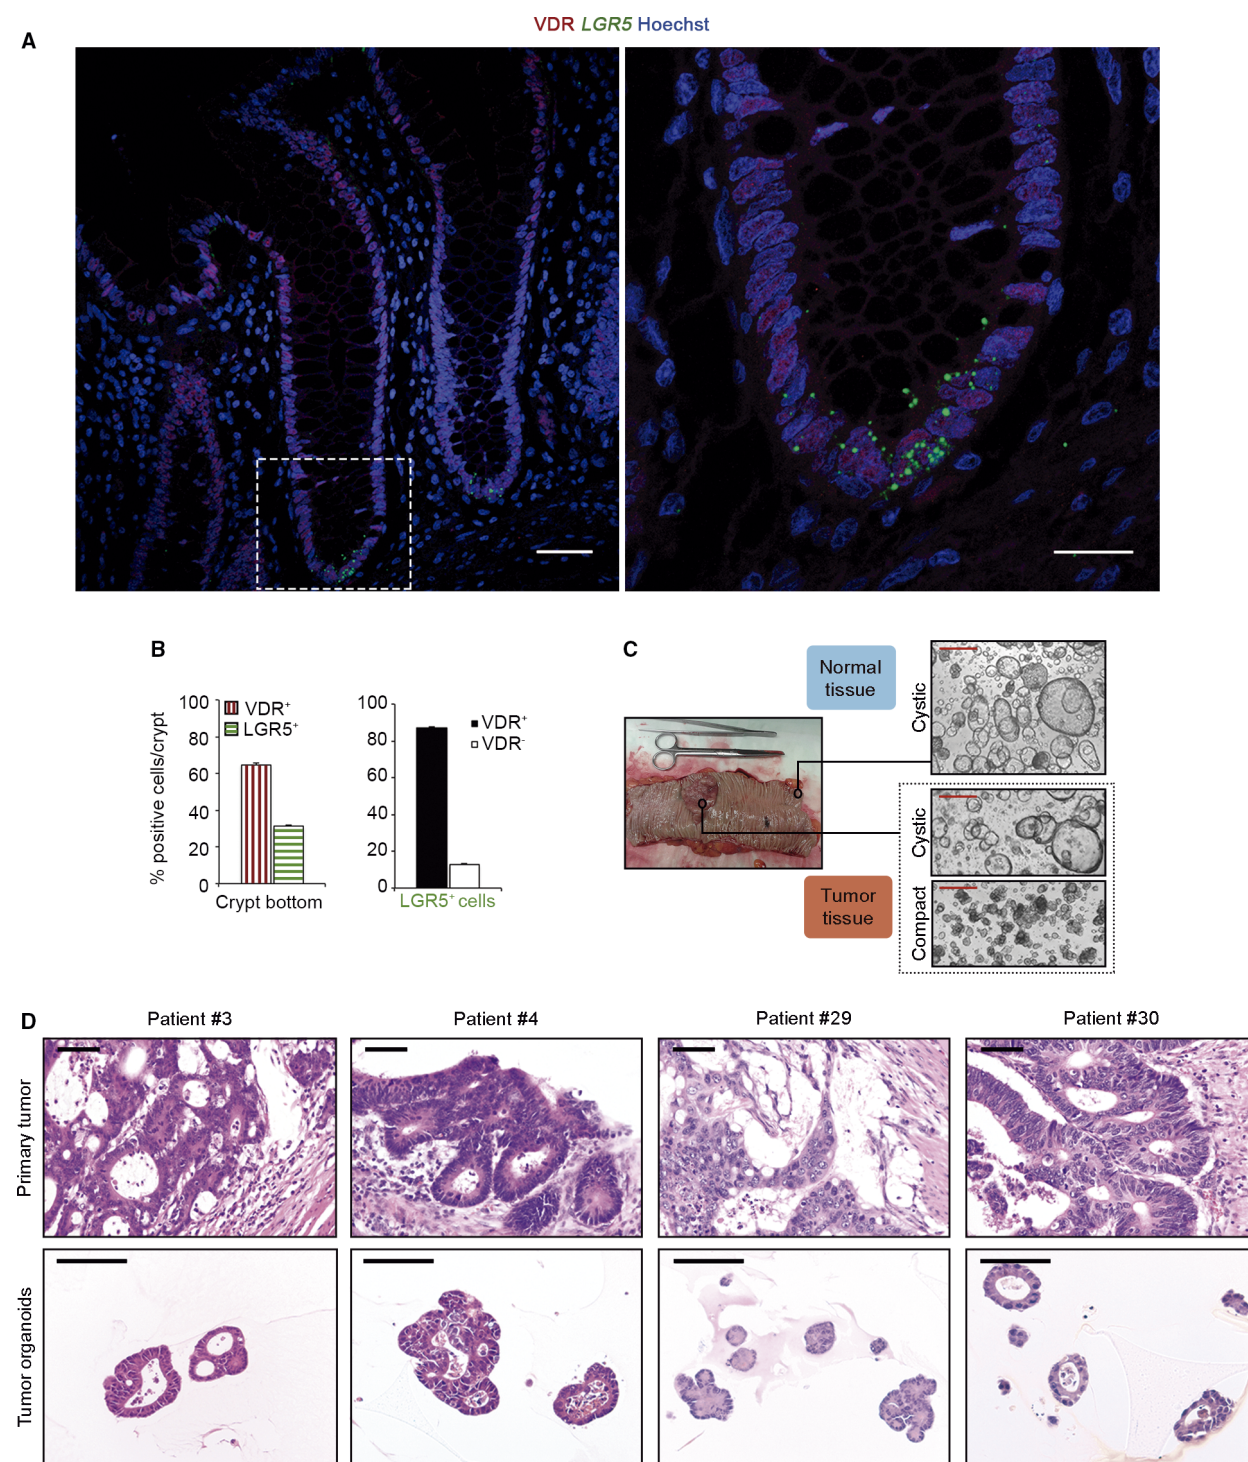 VDR LGR5 Hoechst
A
B
% positive cells/crypt
100
80
60
40
20
0
VDR⁺
LGR5⁺
Crypt bottom
100
80
60
40
20
0
VDR⁺
VDR⁻
LGR5⁺ cells
C
Normal
tissue
Tumor
tissue
Cystic
Cystic
Compact
D
Patient #3
Patient #4
Patient #29
Patient #30
Primary tumor
Tumor organoids